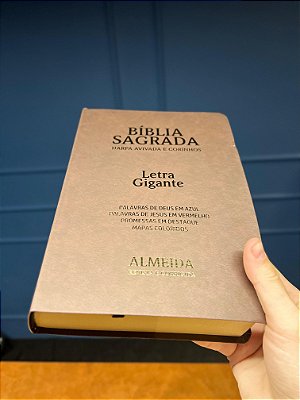 BÍBLIA
SAGRADA
HARPA AVIVADA E CORINHOS
Letra
Gigante
PALAVRAS DE DEUS EM AZUL
PALAVRAS DE JESUS EM VERMELHO
PROMESSAS EM DESTAQUE
MAPAS COLORIDOS
ALMEIDA